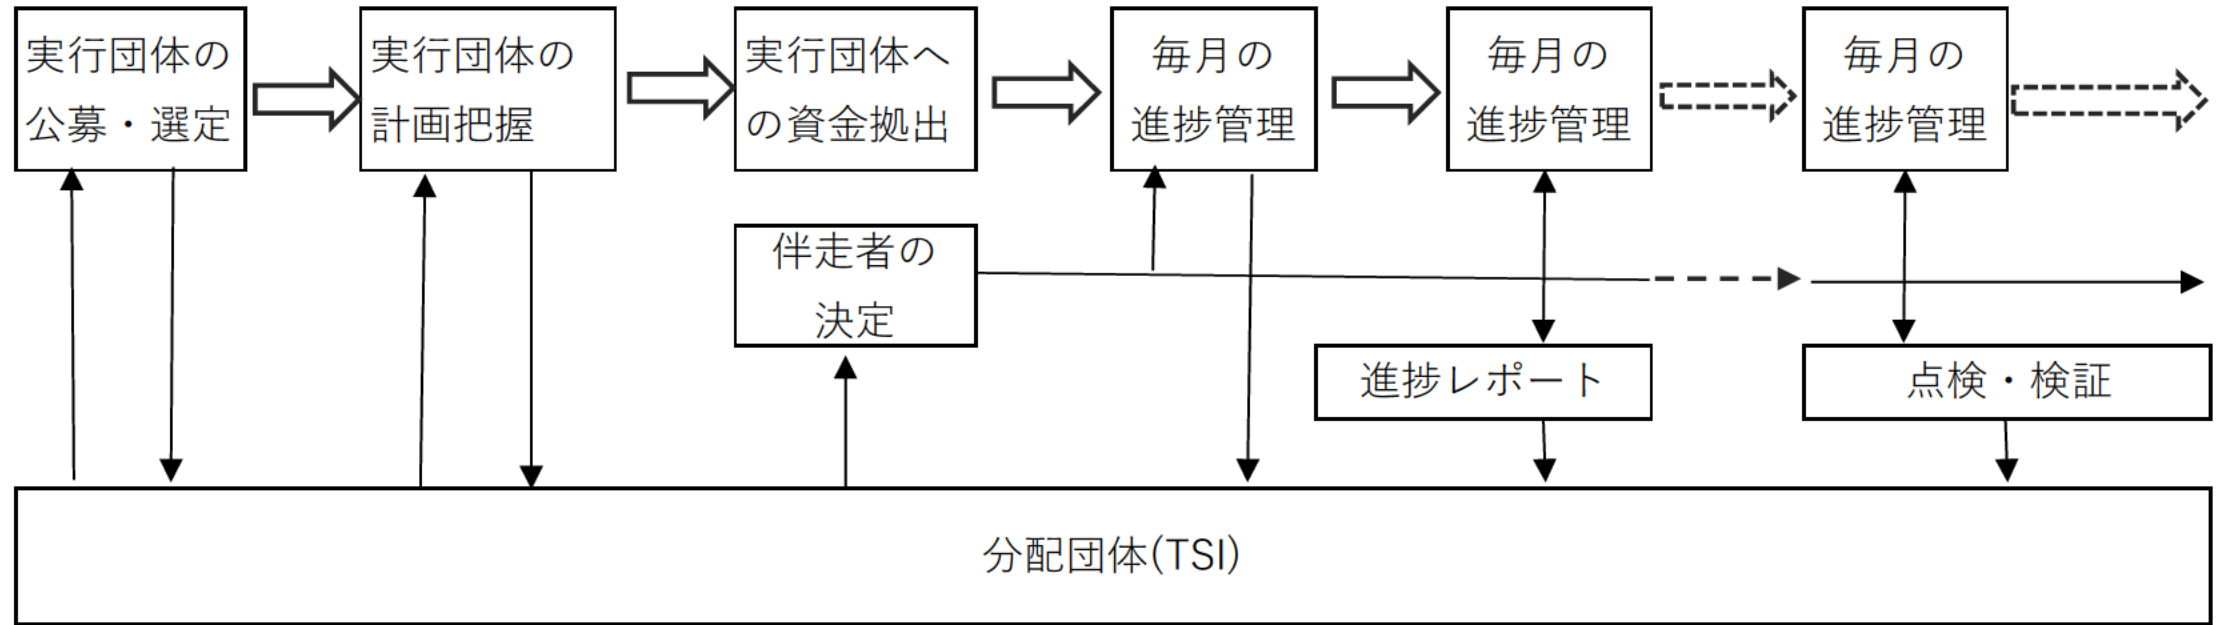 実行団体の
公募・選定
実行団体の
計画把握
実行団体へ
の資金拠出
毎月の
進捗管理
毎月の
進捗管理
毎月の
進捗管理
伴走者の
決定
進捗レポート
点検・検証
分配団体(TSI)